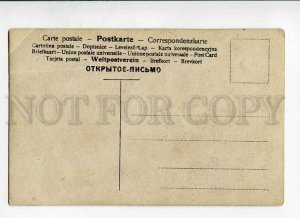 Carte postale - Postkarte - Correspondenzkarte
Cartolina postale - Dopisnice - Levelező-Lap - Karta korespondencyjna
Briefkaart - Union postale universelle - Unione postale universale - Post Card
Tarjeta postal - Weltpostverein - Brefkort - Brevkort
ОТКРЫТОЕ-ПИСЬМО
NOT FOR COPY